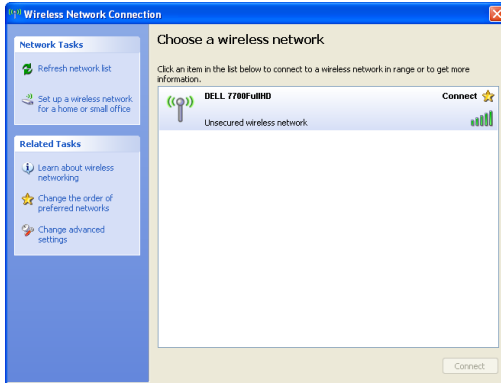 Wireless Network Connection
Network Tasks
Refresh network list
Set up a wireless network
for a home or small office
Related Tasks
Learn about wireless
networking
Change the order of
preferred networks
Change advanced
settings
Choose a wireless network
Click an item in the list below to connect to a wireless network in range or to get more
information.
DELL 7700FullHD
Connect
Unsecured wireless network
Connect